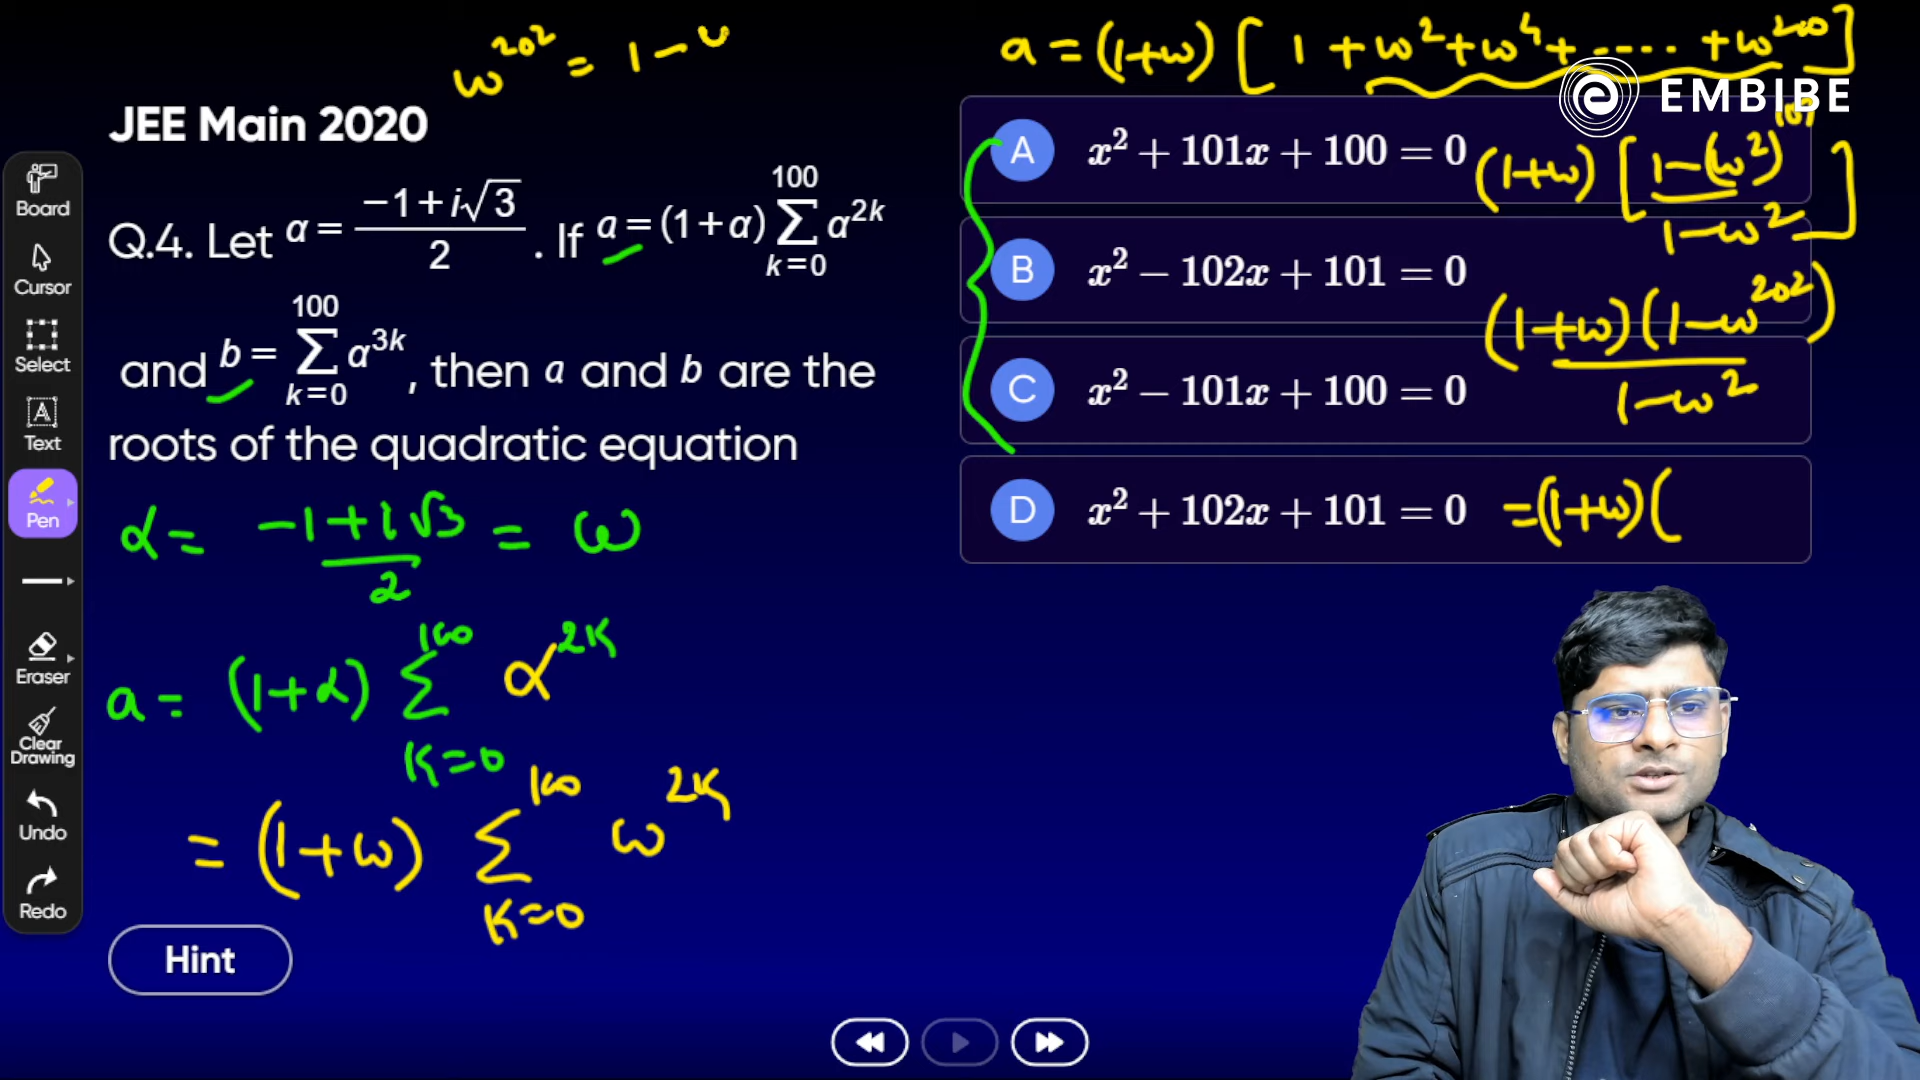 ω²⁰² = 1 – ω
a = (1+ω) [ 1 + ω² + ω⁴ + ---- + ω²⁰⁰ ]
EMBIBE
JEE Main 2020
Board
Cursor
Select
Text
Pen
Eraser
Clear Drawing
Undo
Redo
Q.4. Let α = (−1+i√3)/2 . If a = (1+α) Σ_{k=0}^{100} α^{2k}
and b = Σ_{k=0}^{100} α^{3k} , then a and b are the
roots of the quadratic equation
α = (−1+i√3)/2 = ω
a = (1+α) Σ_{K=0}^{100} α^{2K}
= (1+ω) Σ_{K=0}^{100} ω^{2K}
Hint
A x² + 101x + 100 = 0
(1+ω) [ (1−(ω²)¹⁰¹)/(1−ω²) ]
B x² − 102x + 101 = 0
(1+ω)(1−ω²⁰²)/(1−ω²)
C x² − 101x + 100 = 0
D x² + 102x + 101 = 0
=(1+ω)(